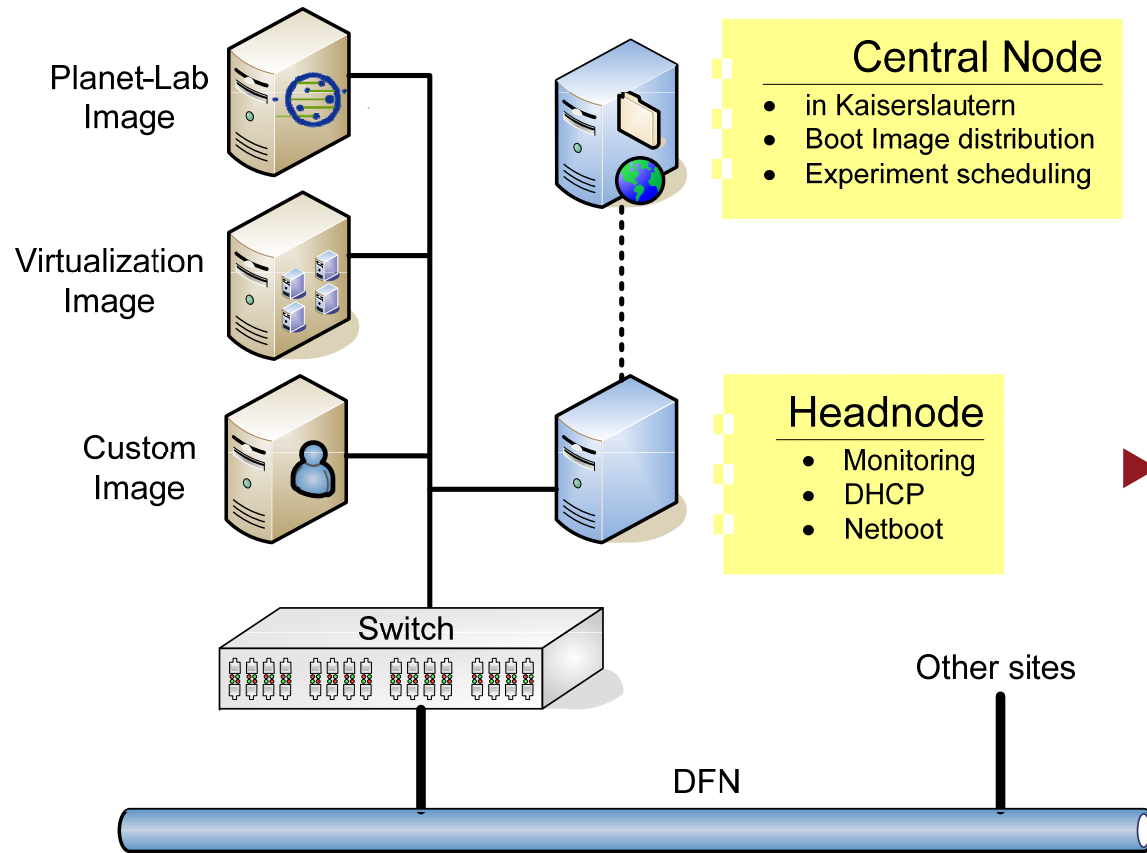 Planet-Lab
Image
Central Node
• in Kaiserslautern
• Boot Image distribution
• Experiment scheduling
Virtualization
Image
Custom
Image
Headnode
• Monitoring
• DHCP
• Netboot
Switch
Other sites
DFN